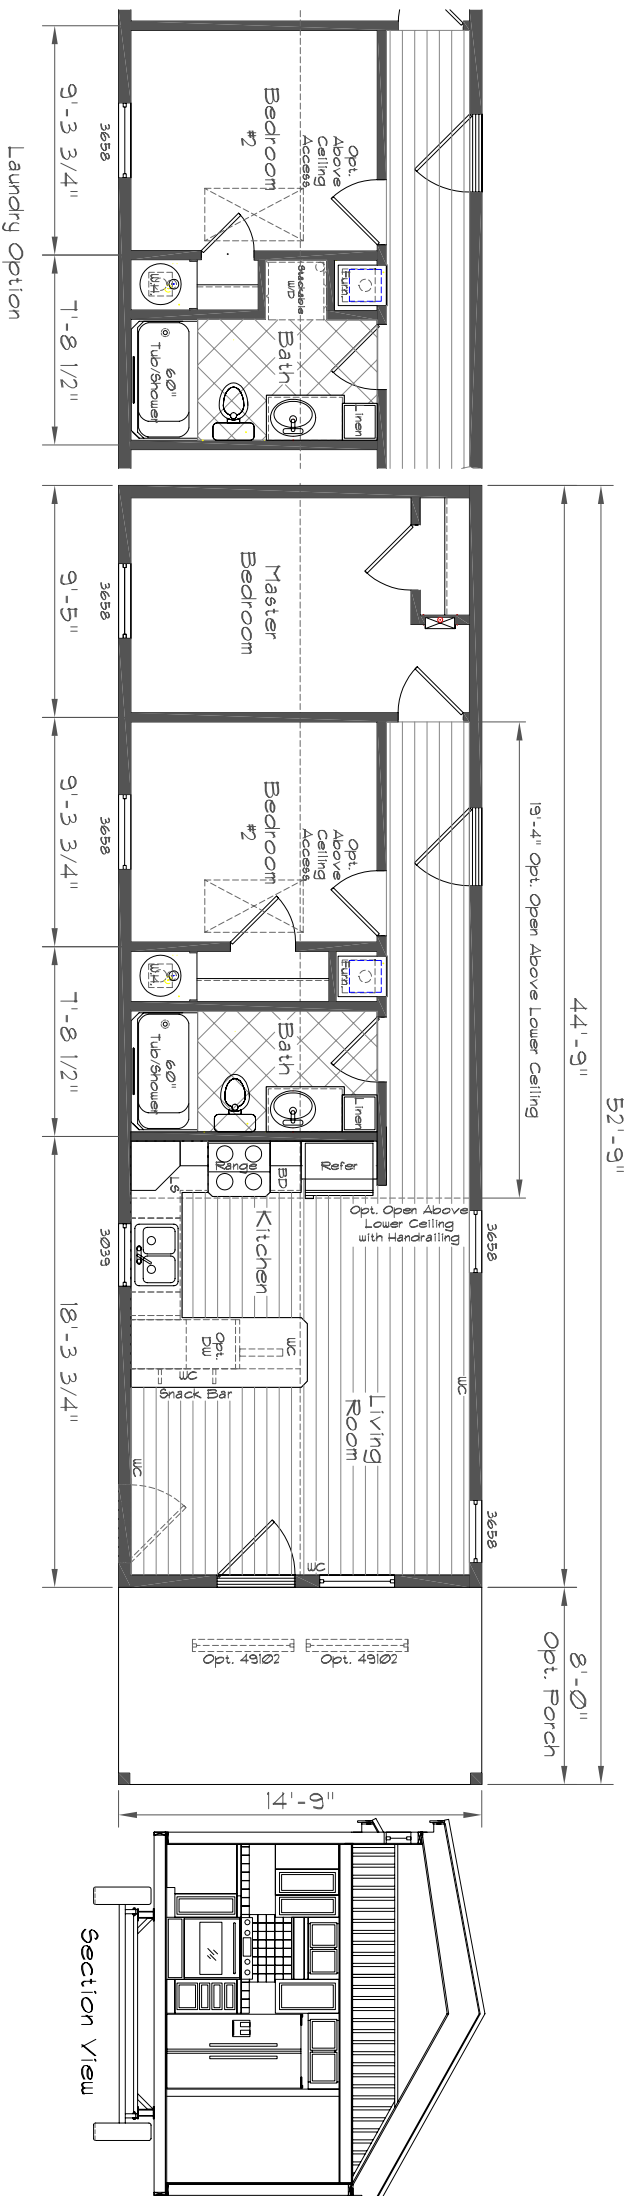 9'-3 3/4"
3658
Bedroom
#2
Opt.
Above
Ceiling
Access
Laundry Option
7'-8 1/2"
W.H.
Stackable
W/D
Furn
Bath
60"
Tub/Shower
Linen
9'-5"
3658
Master
Bedroom
9'-3 3/4"
3658
Bedroom
#2
Opt.
Above
Ceiling
Access
19'-4" Opt. Open Above Lower Ceiling
44'-9"
52'-9"
7'-8 1/2"
W.H.
Furn
Bath
60"
Tub/Shower
Linen
LS
Range
BD
Refer
Kitchen
Opt. Open Above
Lower Ceiling
with Handrailing
3658
3039
18'-3 3/4"
Opt.
DW
WC
WC
Snack Bar
WC
Living
Room
WC
WC
3658
Opt. 49102
Opt. 49102
8'-0"
Opt. Porch
14'-9"
Section View